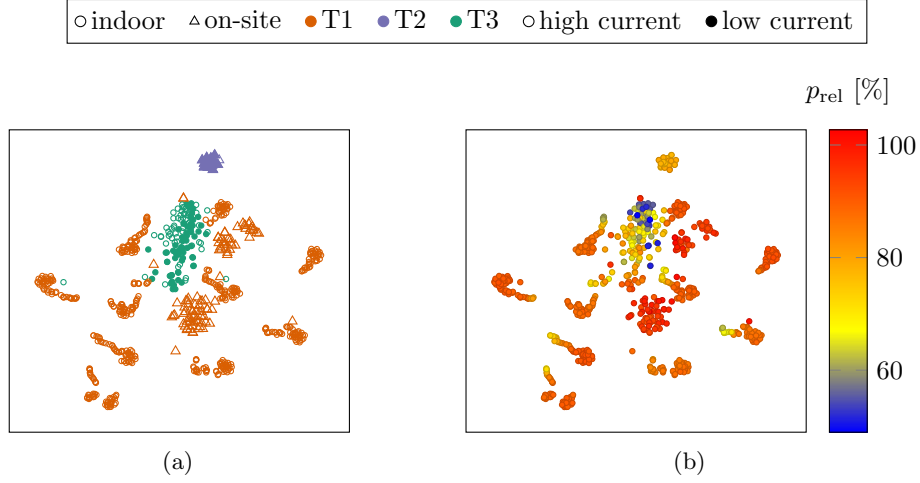 indoor on-site T1 T2 T3 high current low current
p_rel [%]
100
80
60
(a) (b)